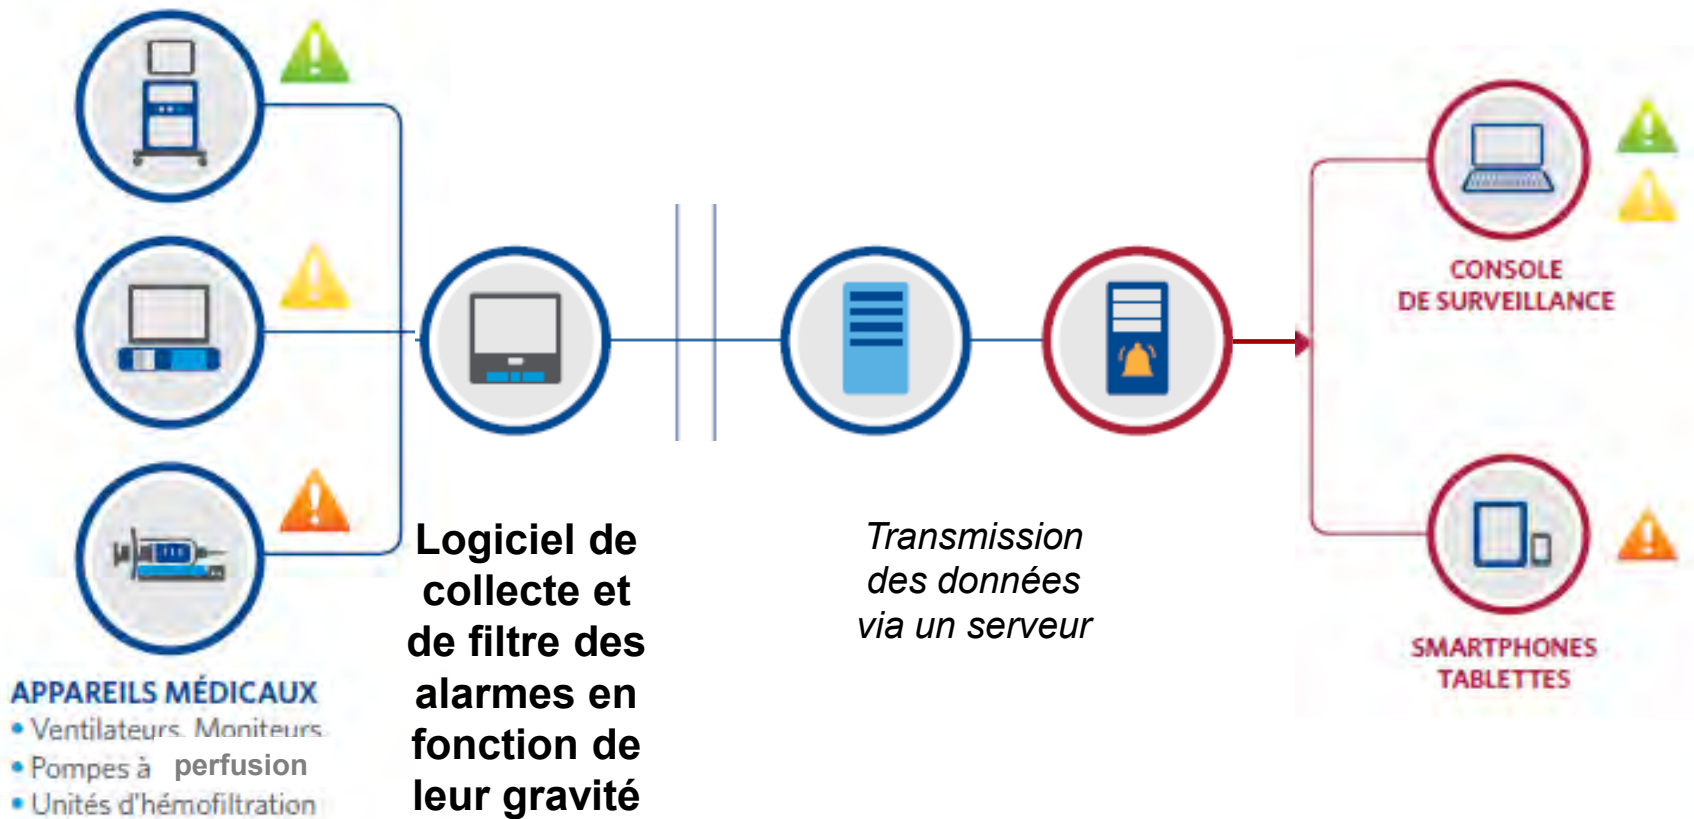 CONSOLE
DE SURVEILLANCE
Logiciel de
collecte et
de filtre des
alarmes en
fonction de
leur gravité
Transmission
des données
via un serveur
SMARTPHONES
TABLETTES
APPAREILS MÉDICAUX
• Ventilateurs, Moniteurs
• Pompes à perfusion
• Unités d'hémofiltration